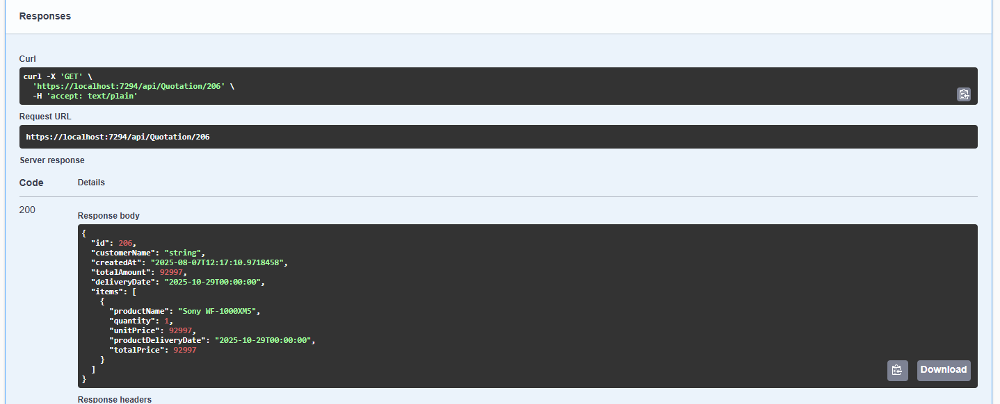 Responses
Curl
curl -X 'GET' \
'https://localhost:7294/api/Quotation/206' \
-H 'accept: text/plain'
Request URL
https://localhost:7294/api/Quotation/206
Server response
Code Details
200
Response body
{
"id": 206,
"customerName": "string",
"createdAt": "2025-08-07T12:17:10.9718458",
"totalAmount": 92997,
"deliveryDate": "2025-10-29T00:00:00",
"items": [
{
"productName": "Sony WF-1000XM5",
"quantity": 1,
"unitPrice": 92997,
"productDeliveryDate": "2025-10-29T00:00:00",
"totalPrice": 92997
}
]
}
Download
Response headers